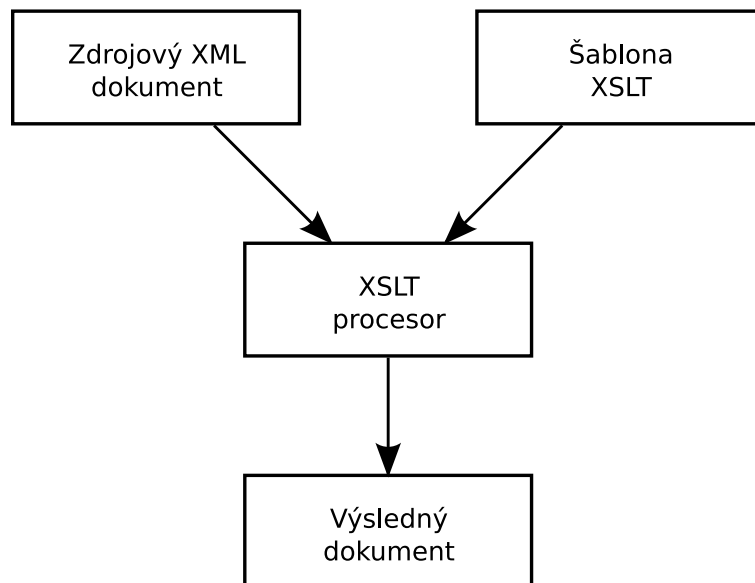 Zdrojový XML
dokument
Šablona
XSLT
XSLT
procesor
Výsledný
dokument